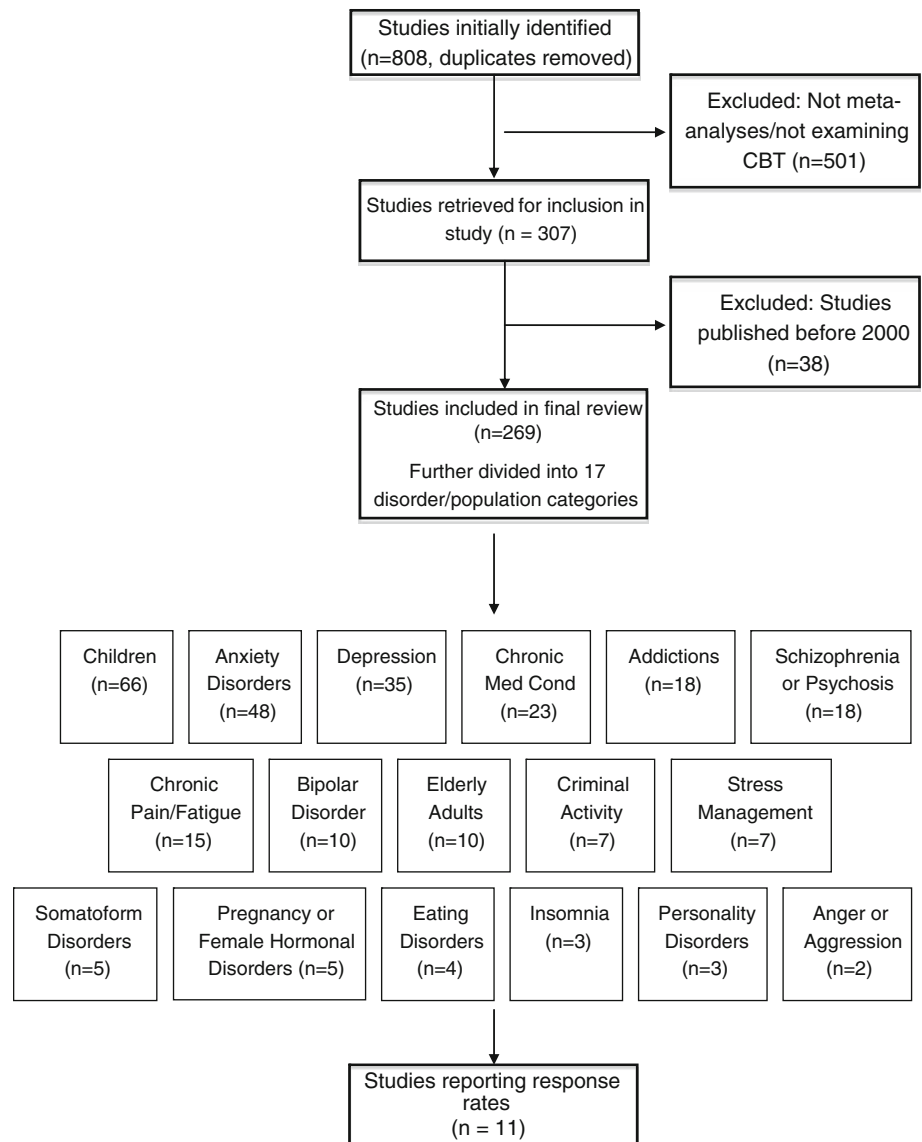 Studies initially identified
(n=808, duplicates removed)
Excluded: Not meta-
analyses/not examining
CBT (n=501)
Studies retrieved for inclusion in
study (n = 307)
Excluded: Studies
published before 2000
(n=38)
Studies included in final review
(n=269)
Further divided into 17
disorder/population categories
Children
(n=66)
Anxiety
Disorders
(n=48)
Depression
(n=35)
Chronic
Med Cond
(n=23)
Addictions
(n=18)
Schizophrenia
or Psychosis
(n=18)
Chronic
Pain/Fatigue
(n=15)
Bipolar
Disorder
(n=10)
Elderly
Adults
(n=10)
Criminal
Activity
(n=7)
Stress
Management
(n=7)
Somatoform
Disorders
(n=5)
Pregnancy or
Female Hormonal
Disorders (n=5)
Eating
Disorders
(n=4)
Insomnia
(n=3)
Personality
Disorders
(n=3)
Anger or
Aggression
(n=2)
Studies reporting response
rates
(n = 11)